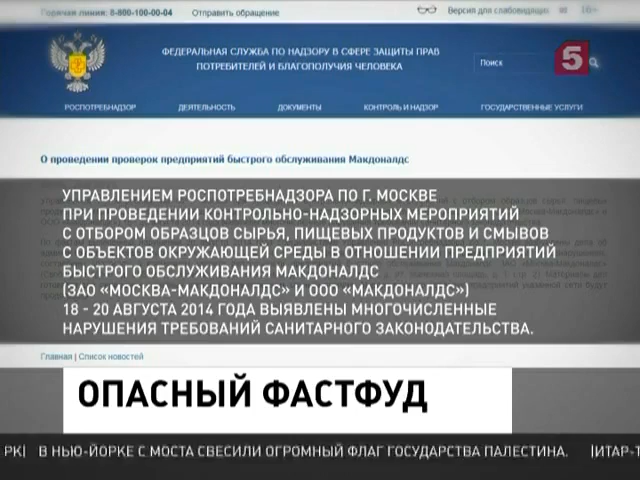 Горячая линия: 8-800-100-00-04 Отправить обращение Версия для слабовидящих
ФЕДЕРАЛЬНАЯ СЛУЖБА ПО НАДЗОРУ В СФЕРЕ ЗАЩИТЫ ПРАВ
ПОТРЕБИТЕЛЕЙ И БЛАГОПОЛУЧИЯ ЧЕЛОВЕКА
Поиск
5
РОСПОТРЕБНАДЗОР ДЕЯТЕЛЬНОСТЬ ДОКУМЕНТЫ КОНТРОЛЬ И НАДЗОР ГОСУДАРСТВЕННЫЕ УСЛУГИ
О проведении проверок предприятий быстрого обслуживания Макдоналдс
УПРАВЛЕНИЕМ РОСПОТРЕБНАДЗОРА ПО Г. МОСКВЕ
ПРИ ПРОВЕДЕНИИ КОНТРОЛЬНО-НАДЗОРНЫХ МЕРОПРИЯТИЙ
С ОТБОРОМ ОБРАЗЦОВ СЫРЬЯ, ПИЩЕВЫХ ПРОДУКТОВ И СМЫВОВ
С ОБЪЕКТОВ ОКРУЖАЮЩЕЙ СРЕДЫ В ОТНОШЕНИИ ПРЕДПРИЯТИЙ
БЫСТРОГО ОБСЛУЖИВАНИЯ МАКДОНАЛДС
(ЗАО «МОСКВА-МАКДОНАЛДС» И ООО «МАКДОНАЛДС»)
18 - 20 АВГУСТА 2014 ГОДА ВЫЯВЛЕНЫ МНОГОЧИСЛЕННЫЕ
НАРУШЕНИЯ ТРЕБОВАНИЙ САНИТАРНОГО ЗАКОНОДАТЕЛЬСТВА.
Главная | Список новостей
ОПАСНЫЙ ФАСТФУД
РК| В НЬЮ-ЙОРКЕ С МОСТА СВЕСИЛИ ОГРОМНЫЙ ФЛАГ ГОСУДАРСТВА ПАЛЕСТИНА. |ИТАР-Т